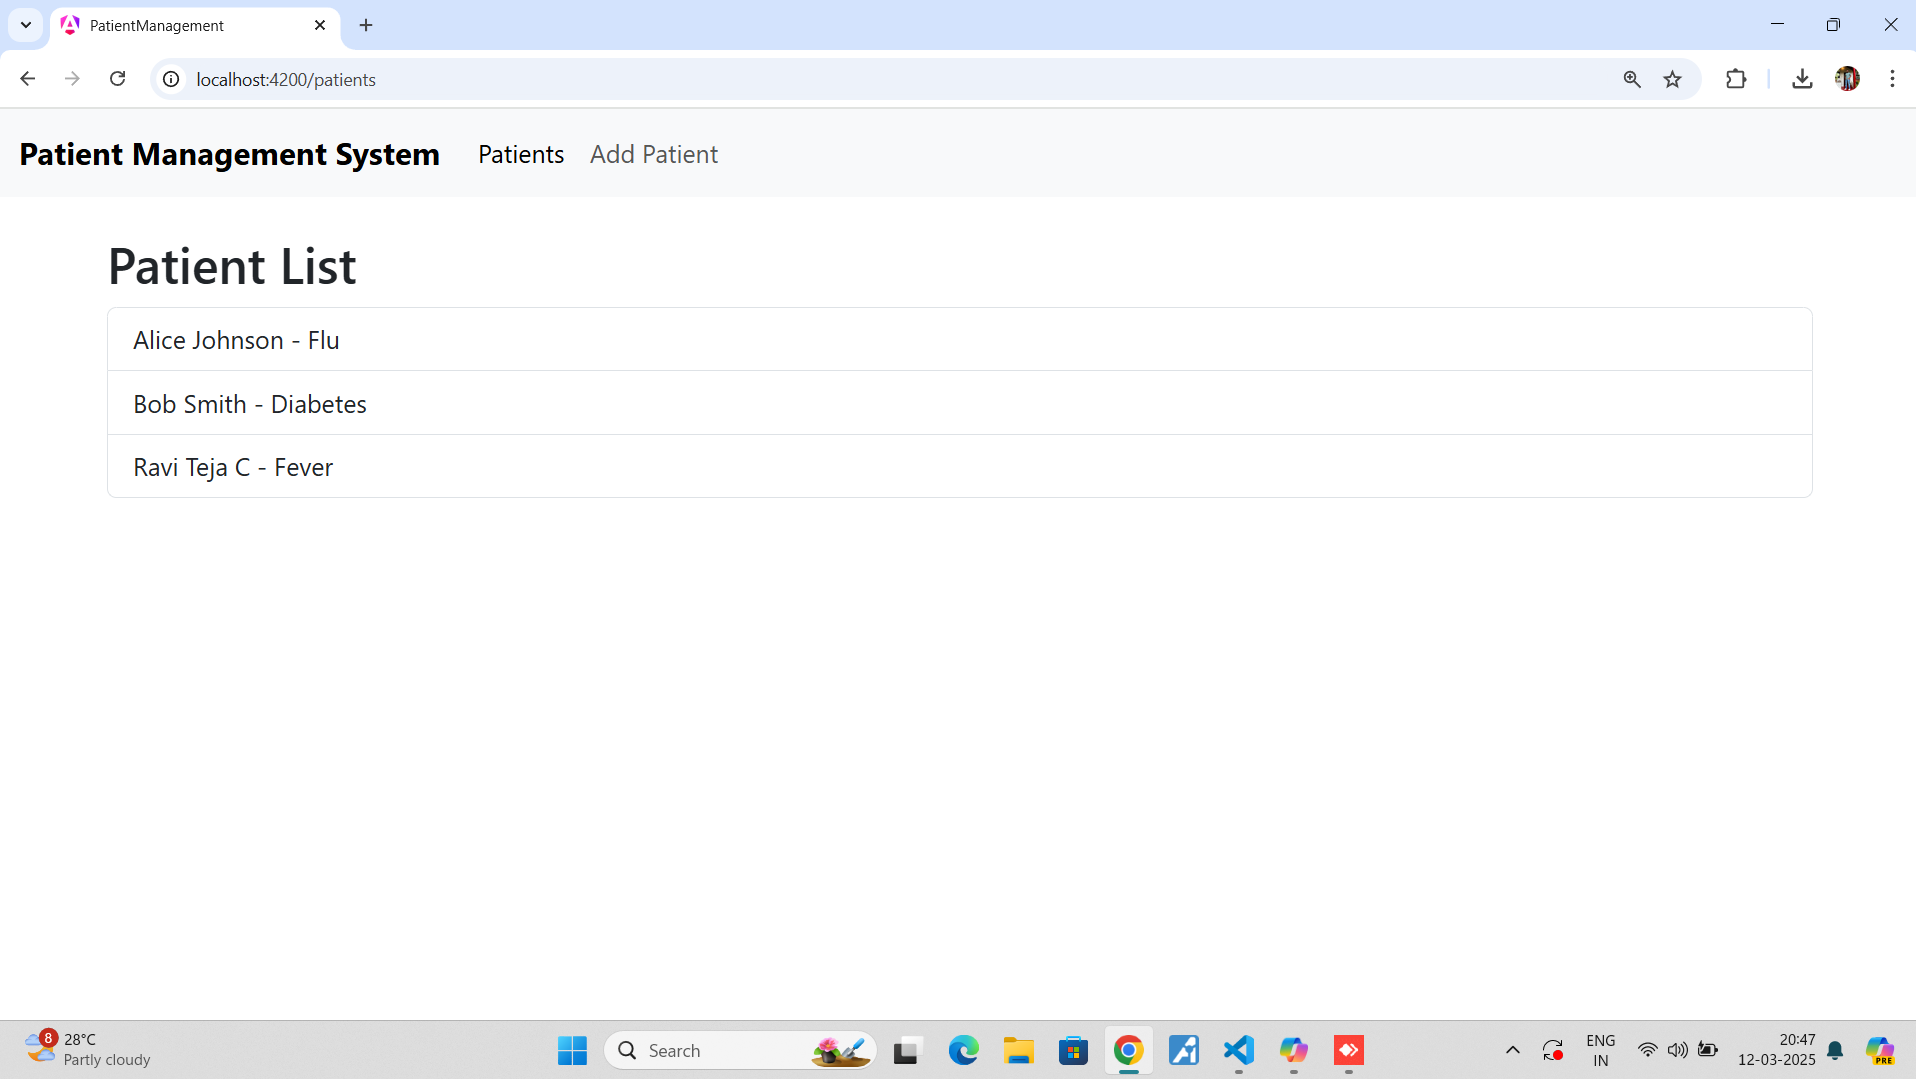 PatientManagement
localhost:4200/patients
Patient Management System
Patients
Add Patient
Patient List
Alice Johnson - Flu
Bob Smith - Diabetes
Ravi Teja C - Fever
8
28°C
Partly cloudy
Search
ENG
IN
20:47
12-03-2025
PRE